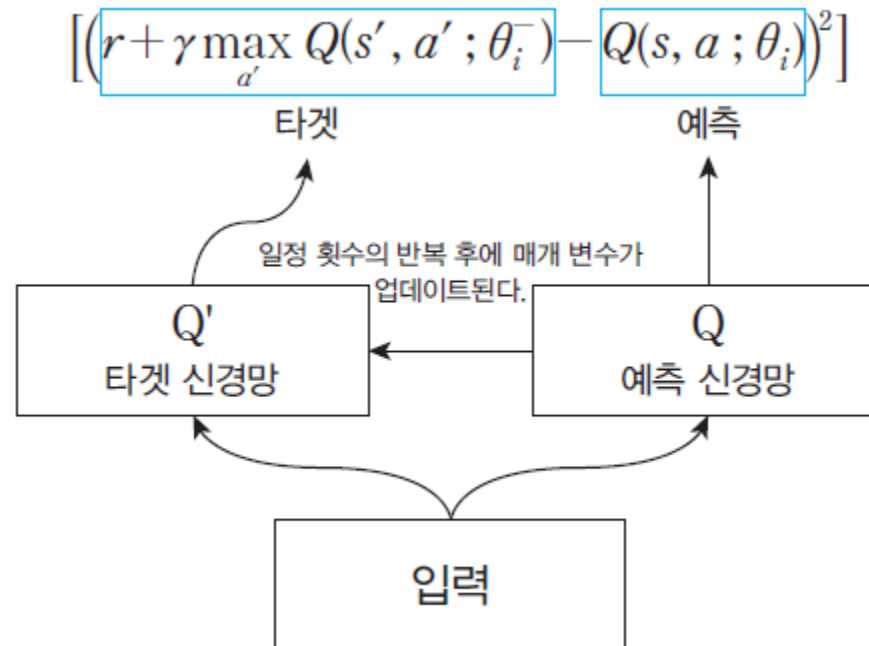 [(r + γ max_{a'} Q(s', a' ; θ_i^-) − Q(s, a ; θ_i))²]
타겟 예측
일정 횟수의 반복 후에 매개 변수가
업데이트된다.
Q' Q
타겟 신경망 예측 신경망
입력